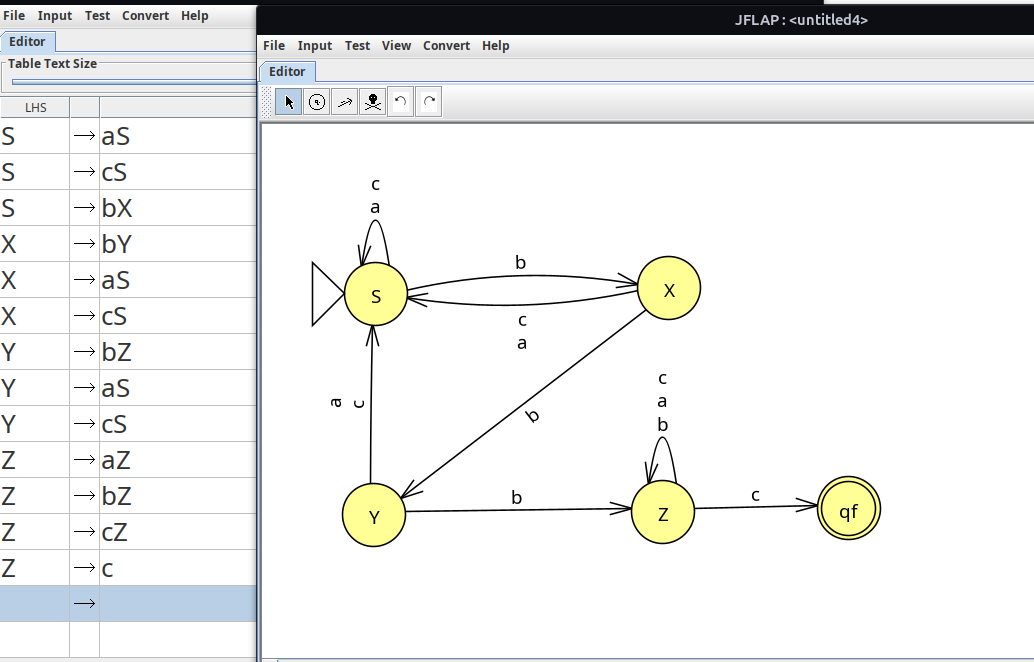 File Input Test Convert Help
Editor
Table Text Size
LHS
S → aS
S → cS
S → bX
X → bY
X → aS
X → cS
Y → bZ
Y → aS
Y → cS
Z → aZ
Z → bZ
Z → cZ
Z → c
→
JFLAP : <untitled4>
File Input Test View Convert Help
Editor
c
a
b
S
X
c
a
c
a
b
a
c
b
b
c
Y
Z
qf